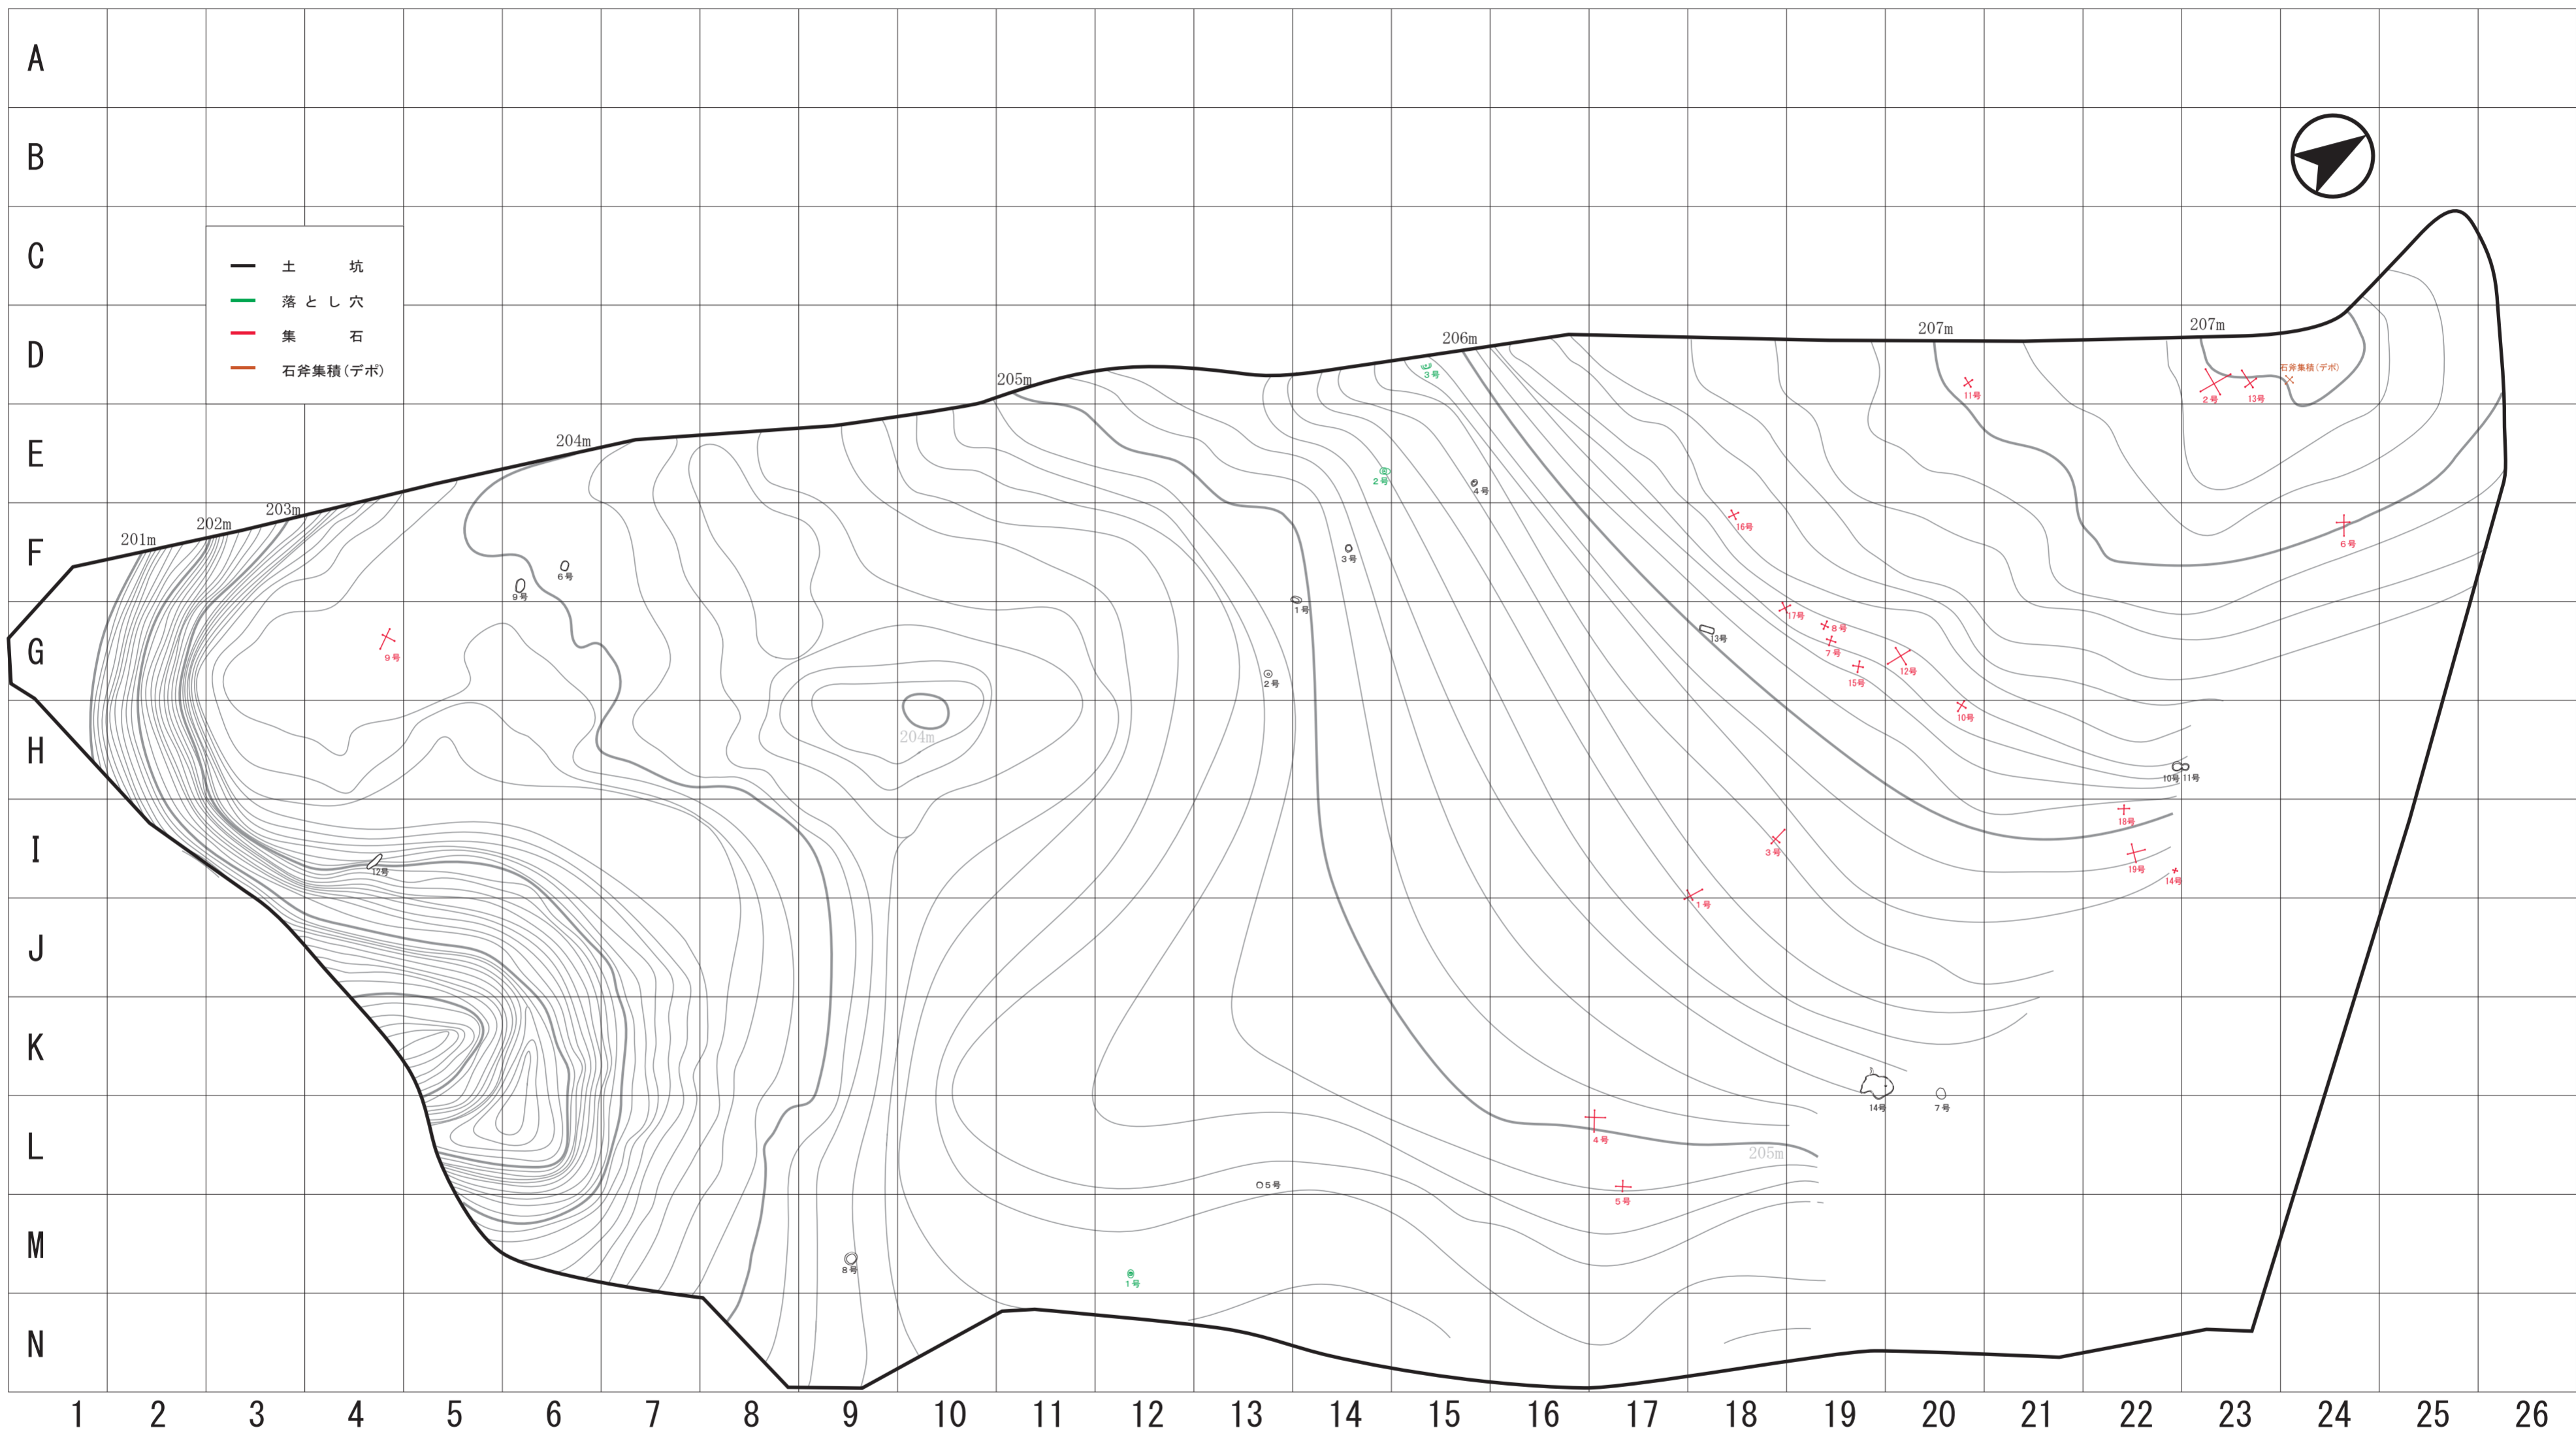 A
B
C
D
E
F
G
H
I
J
K
L
M
N
土坑
落とし穴
集石
石斧集積(デポ)
201m
202m
203m
204m
205m
206m
207m
207m
石斧集積(デポ)
3号
11号
2号
13号
2号
4号
16号
6号
3号
6号
9号
1号
17号
8号
13号
7号
9号
12号
2号
15号
10号
204m
10号 11号
18号
3号
12号
19号
14号
1号
14号
7号
4号
205m
5号
5号
8号
1号
1 2 3 4 5 6 7 8 9 10 11 12 13 14 15 16 17 18 19 20 21 22 23 24 25 26